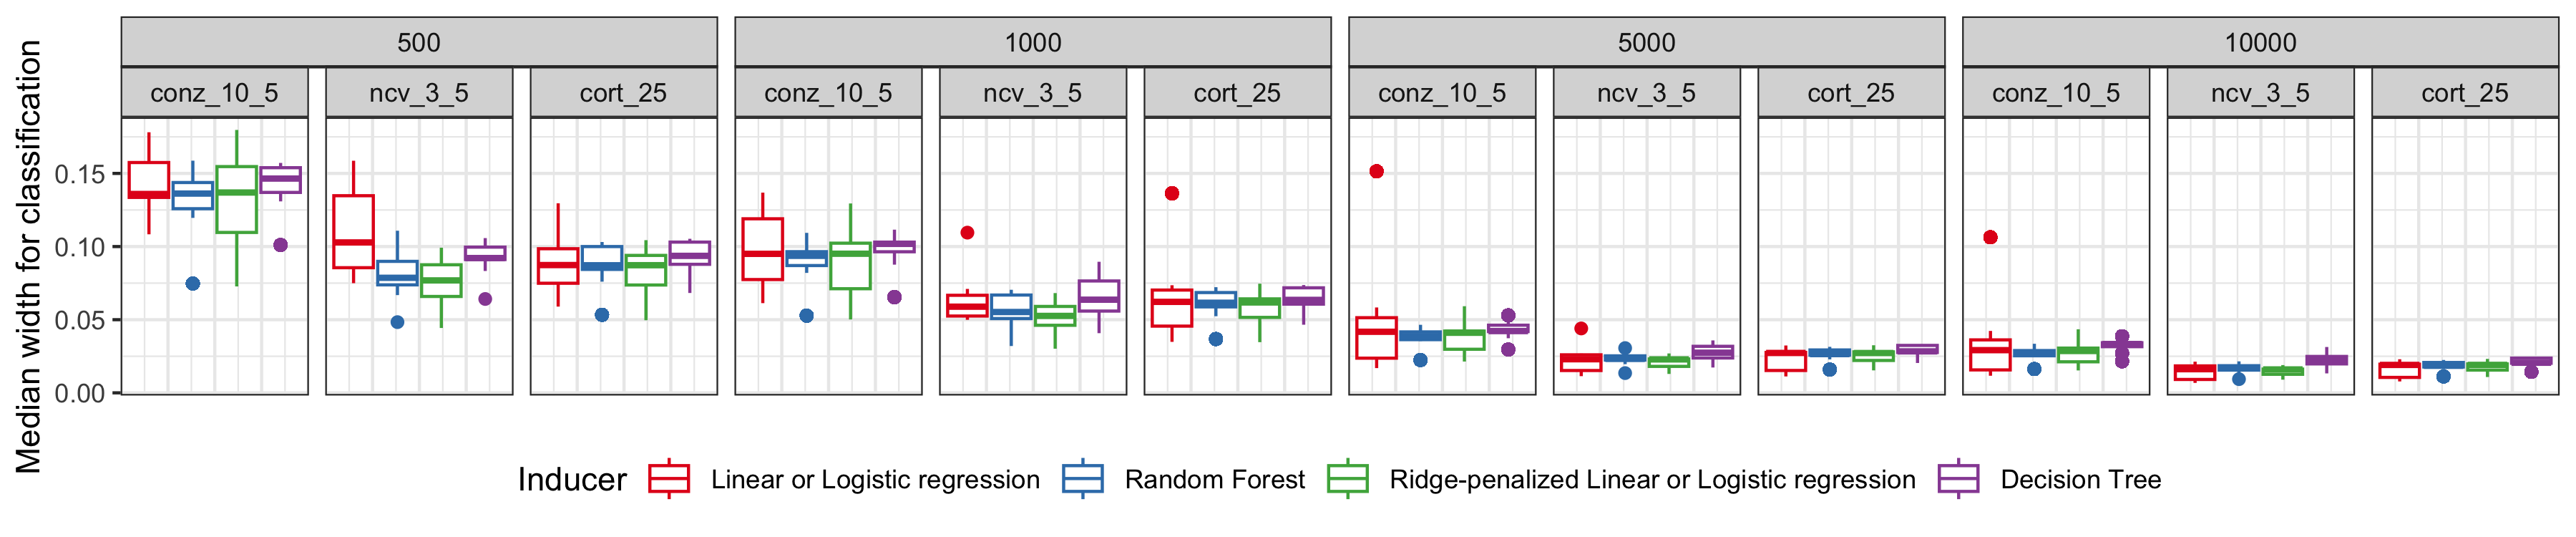 Median width for classification
500 1000 5000 10000
conz_10_5 ncv_3_5 cort_25 conz_10_5 ncv_3_5 cort_25 conz_10_5 ncv_3_5 cort_25 conz_10_5 ncv_3_5 cort_25
0.15
0.10
0.05
0.00
Inducer Linear or Logistic regression Random Forest Ridge-penalized Linear or Logistic regression Decision Tree